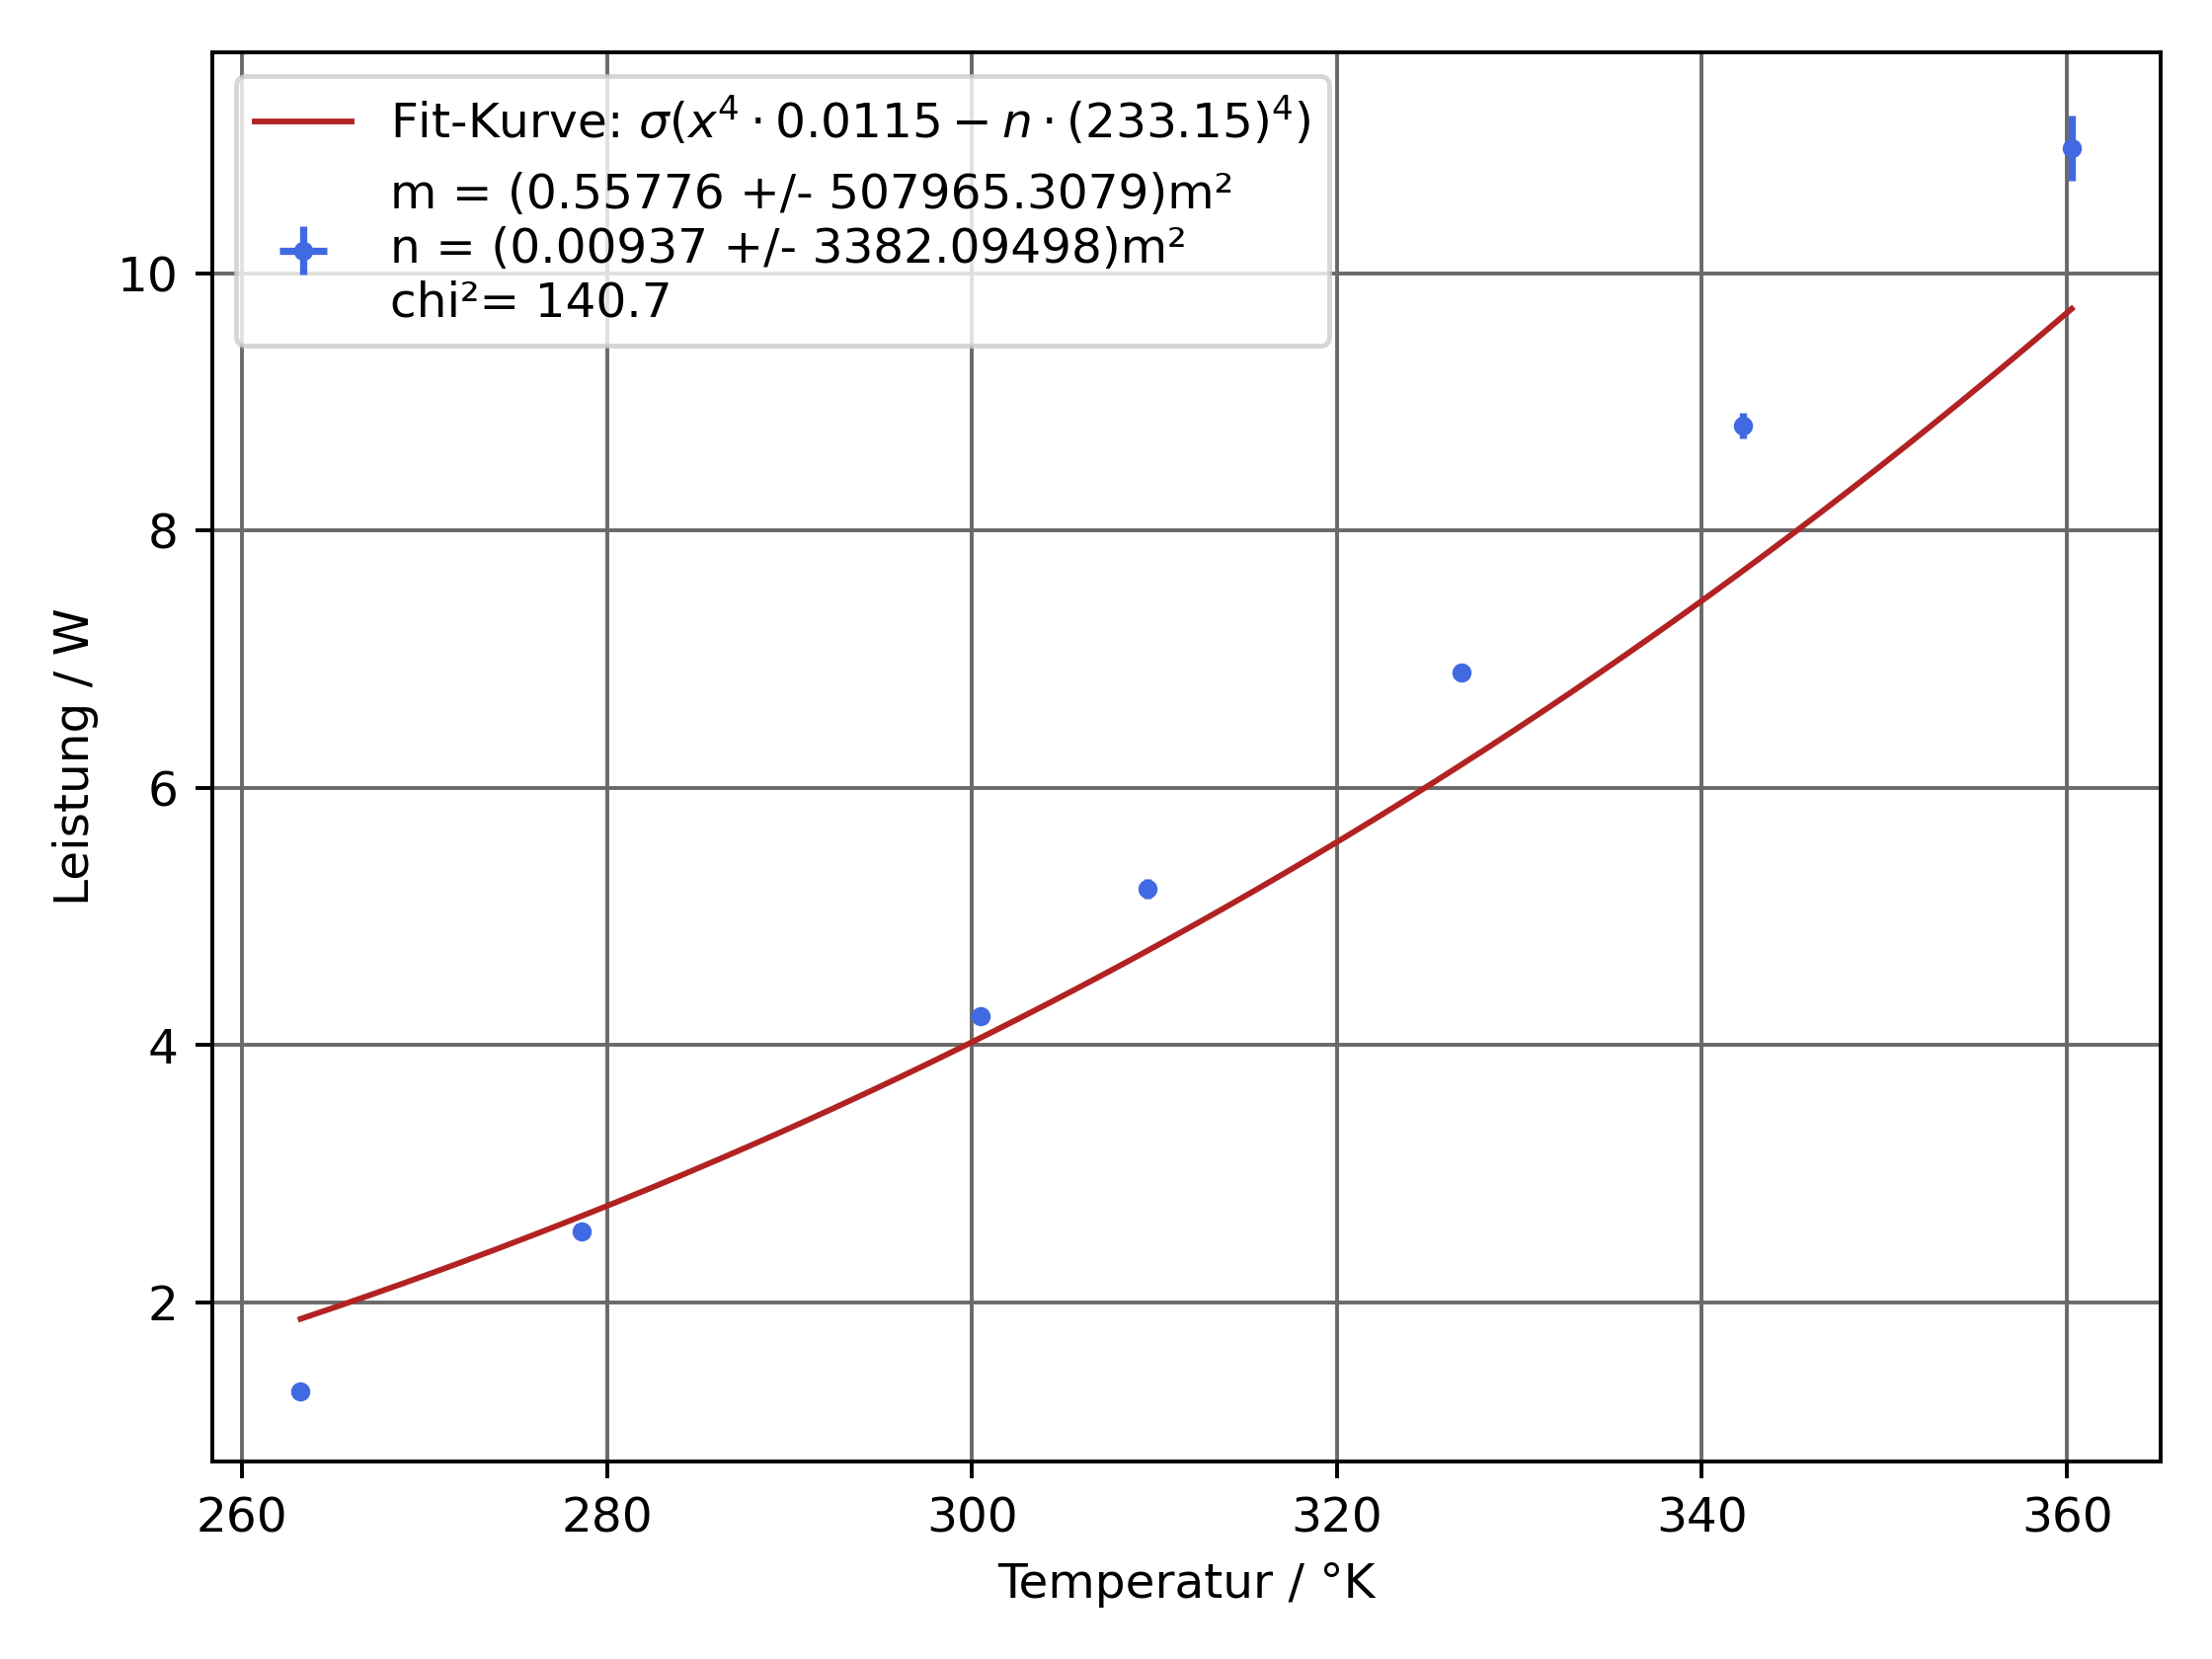 Fit-Kurve: σ(x⁴ · 0.0115 − n · (233.15)⁴)
m = (0.55776 +/- 507965.3079)m²
n = (0.00937 +/- 3382.09498)m²
chi²= 140.7
10
8
6
4
2
Leistung / W
260 280 300 320 340 360
Temperatur / °K